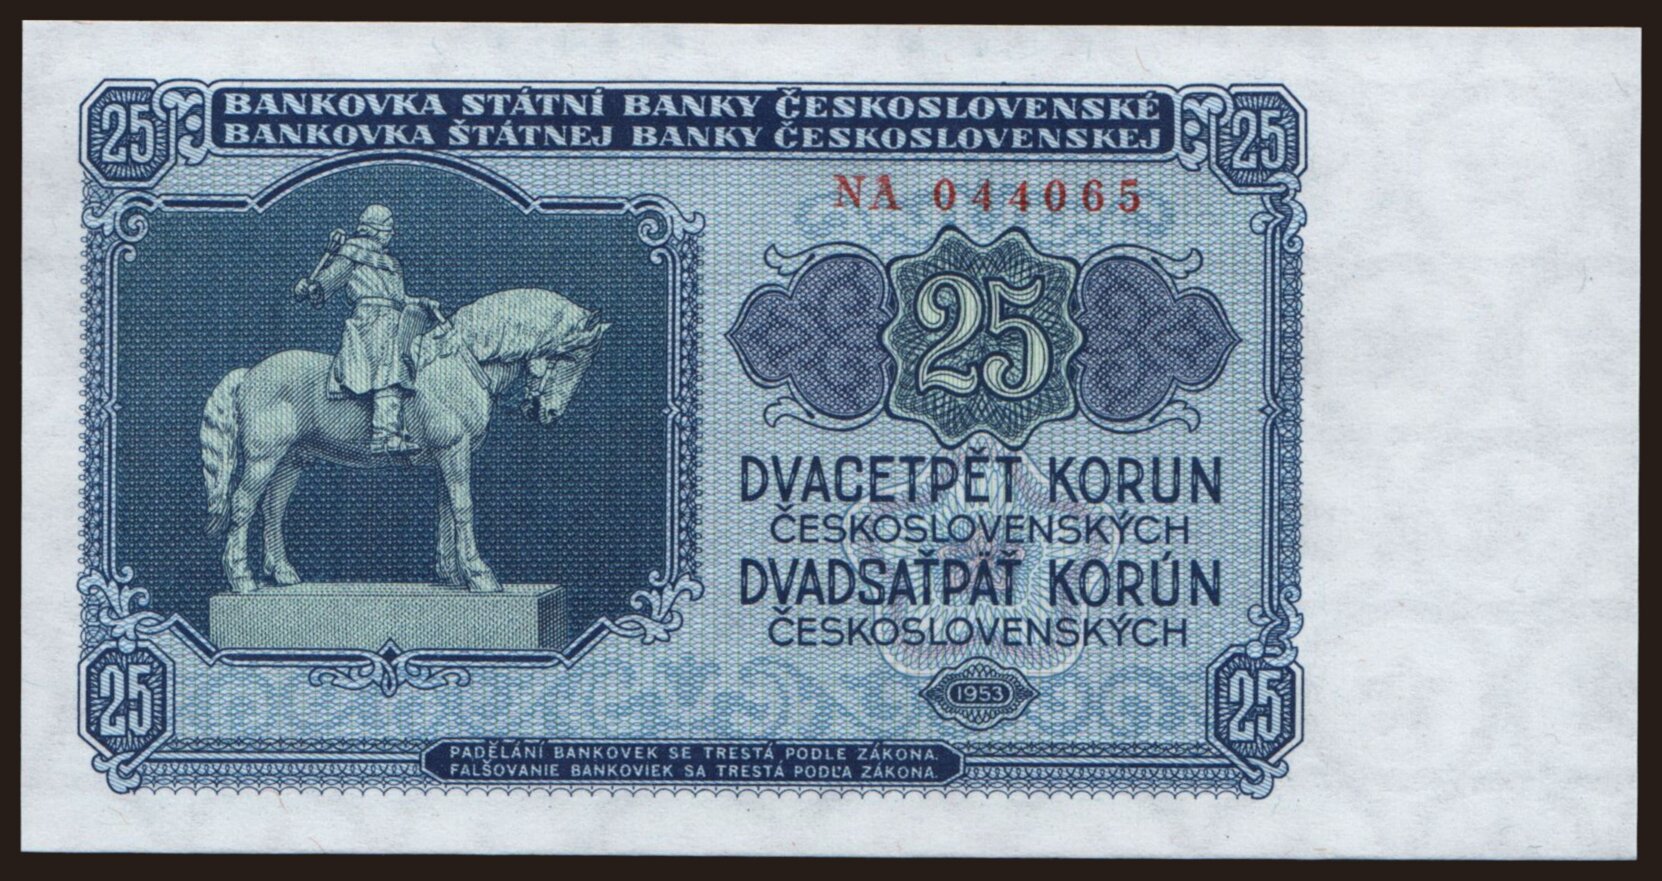 25
BANKOVKA STÁTNÍ BANKY ČESKOSLOVENSKÉ
BANKOVKA ŠTÁTNEJ BANKY ČESKOSLOVENSKEJ
25
NA 044065
25
DVACETPĚT KORUN
ČESKOSLOVENSKÝCH
DVADSAŤPÄŤ KORÚN
ČESKOSLOVENSKÝCH
1953
25
25
PADĚLÁNÍ BANKOVEK SE TRESTÁ PODLE ZÁKONA.
FALŠOVANIE BANKOVIEK SA TRESTÁ PODĽA ZÁKONA.